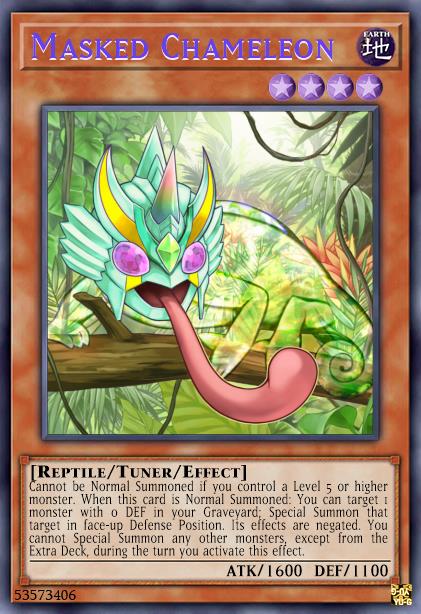 Masked Chameleon
EARTH
地
[Reptile/Tuner/Effect]
Cannot be Normal Summoned if you control a Level 5 or higher
monster. When this card is Normal Summoned: You can target 1
monster with 0 DEF in your Graveyard; Special Summon that
target in face-up Defense Position. Its effects are negated. You
cannot Special Summon any other monsters, except from the
Extra Deck, during the turn you activate this effect.
ATK/1600 DEF/1100
53573406